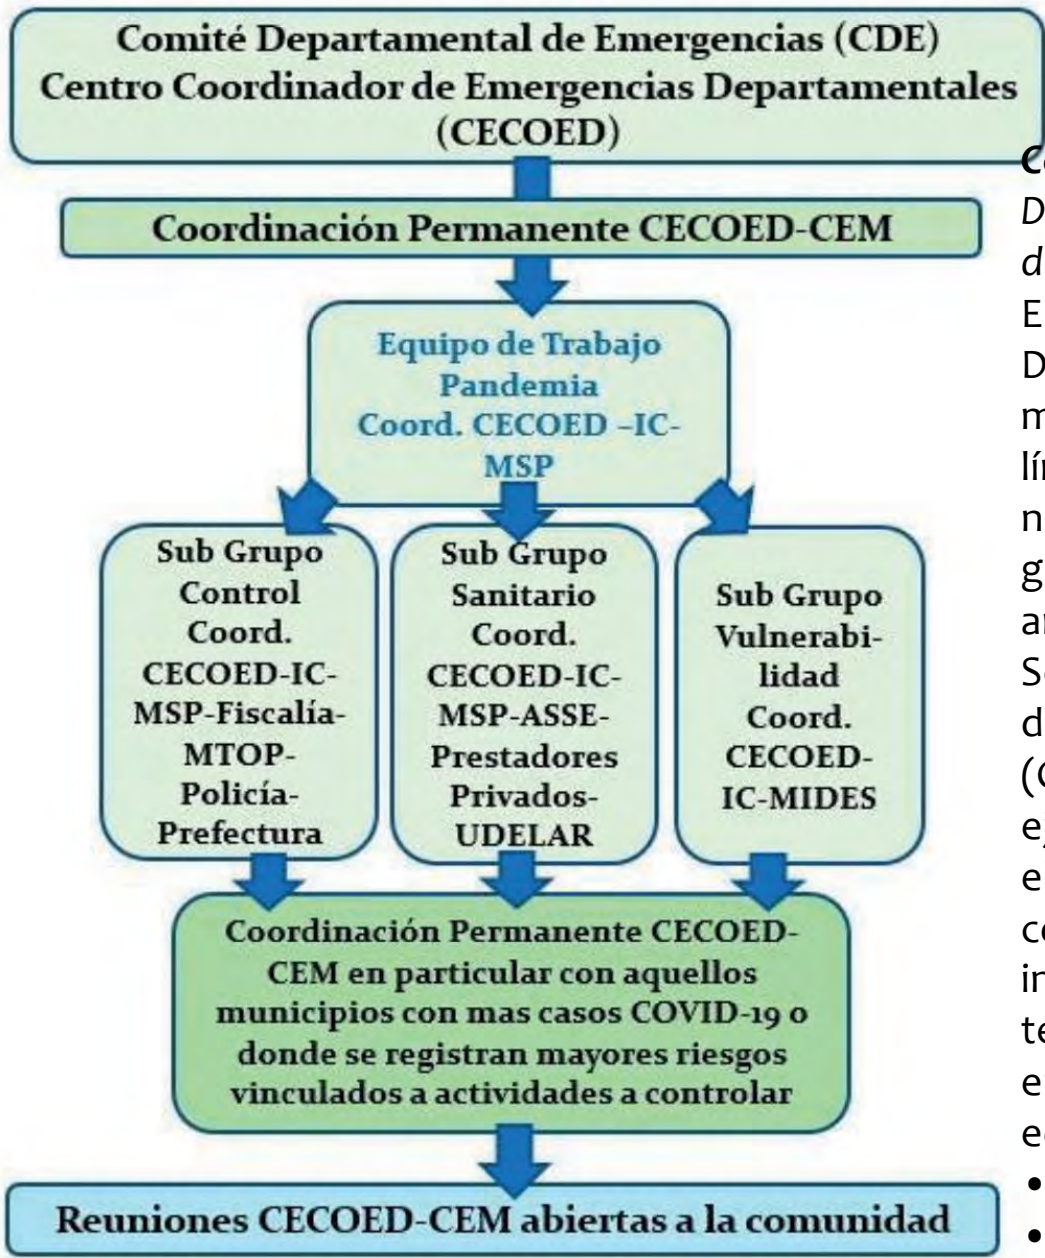 Comité Departamental de Emergencias (CDE)
Centro Coordinador de Emergencias Departamentales
(CECOED)
Coordinación Permanente CECOED-CEM
Equipo de Trabajo
Pandemia
Coord. CECOED –IC-
MSP
Sub Grupo
Control
Coord.
CECOED-IC-
MSP-Fiscalía-
MTOP-
Policía-
Prefectura
Sub Grupo
Sanitario
Coord.
CECOED-IC-
MSP-ASSE-
Prestadores
Privados-
UDELAR
Sub Grupo
Vulnerabi-
lidad
Coord.
CECOED-
IC-MIDES
Coordinación Permanente CECOED-
CEM en particular con aquellos
municipios con mas casos COVID-19 o
donde se registran mayores riesgos
vinculados a actividades a controlar
Reuniones CECOED-CEM abiertas a la comunidad